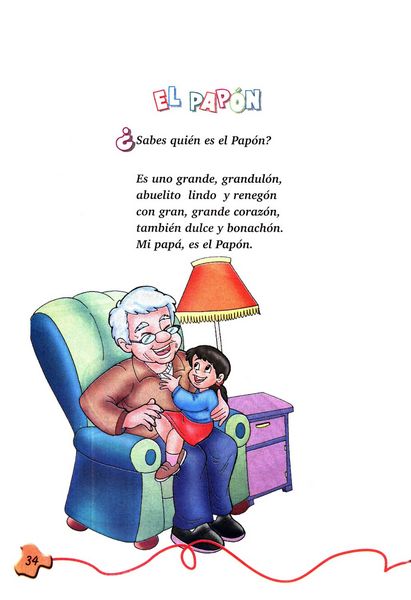 EL PAPÓN
¿Sabes quién es el Papón?
Es uno grande, grandulón,
abuelito lindo y renegón
con gran, grande corazón,
también dulce y bonachón.
Mi papá, es el Papón.
34